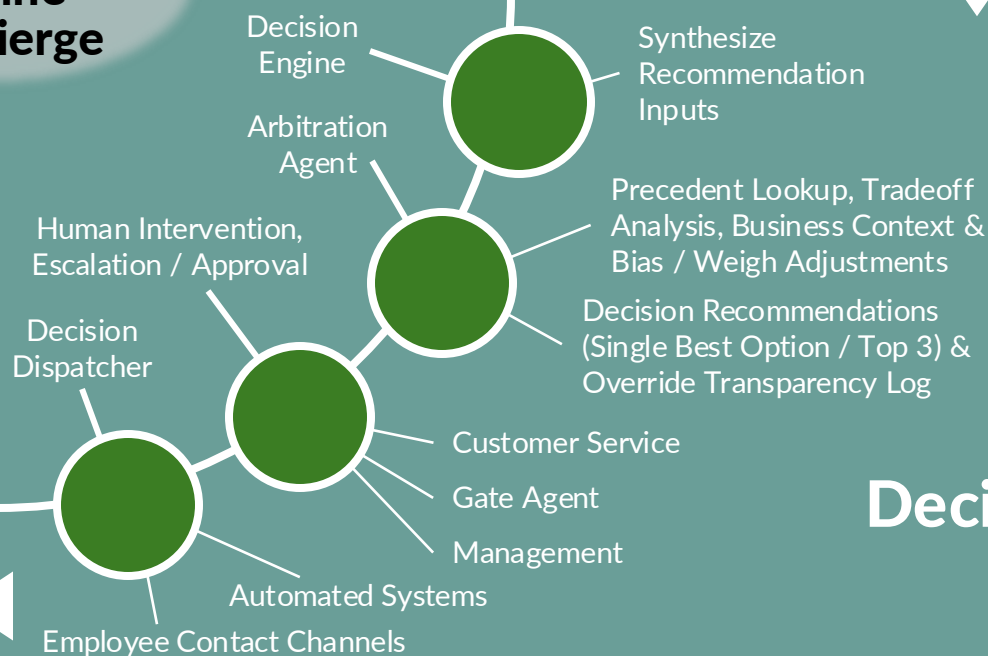 ierge
Decision
Engine
Synthesize
Recommendation
Inputs
Arbitration
Agent
Precedent Lookup, Tradeoff
Analysis, Business Context &
Bias / Weigh Adjustments
Human Intervention,
Escalation / Approval
Decision Recommendations
(Single Best Option / Top 3) &
Override Transparency Log
Decision
Dispatcher
Customer Service
Gate Agent
Management
Deci
Automated Systems
Employee Contact Channels